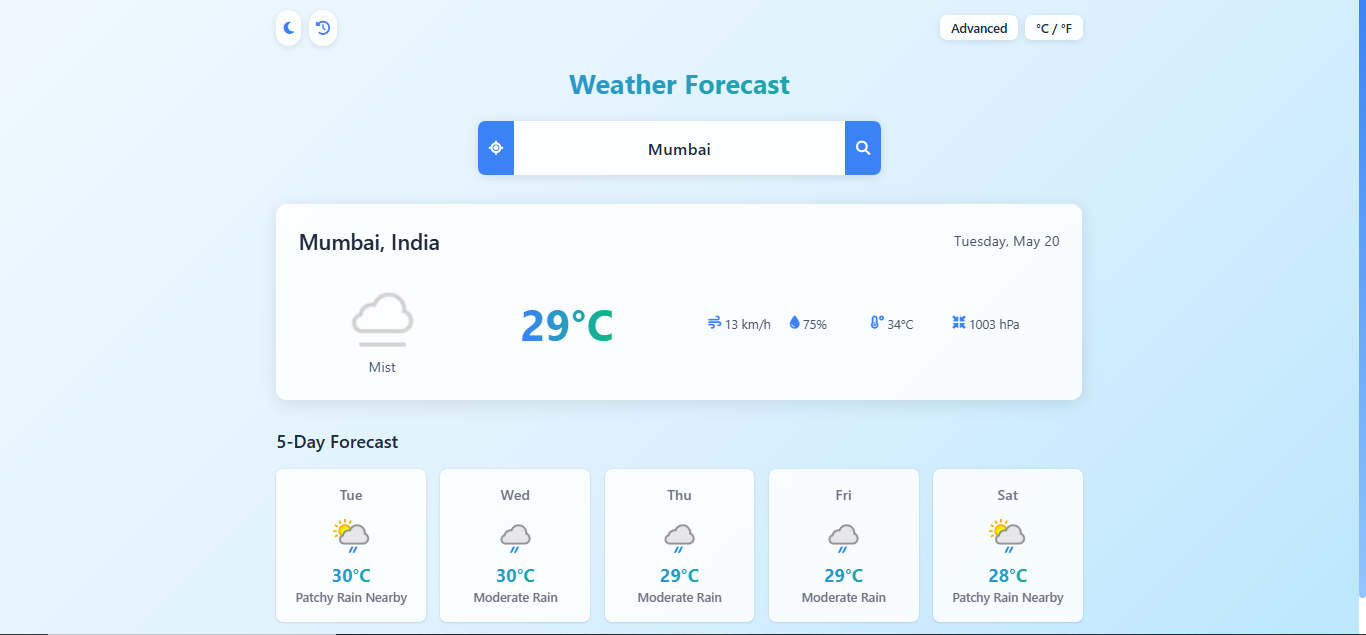 Advanced °C / °F
Weather Forecast
Mumbai
Mumbai, India Tuesday, May 20
29°C 13 km/h 75% 34°C 1003 hPa
Mist
5-Day Forecast
Tue Wed Thu Fri Sat
30°C 30°C 29°C 29°C 28°C
Patchy Rain Nearby Moderate Rain Moderate Rain Moderate Rain Patchy Rain Nearby